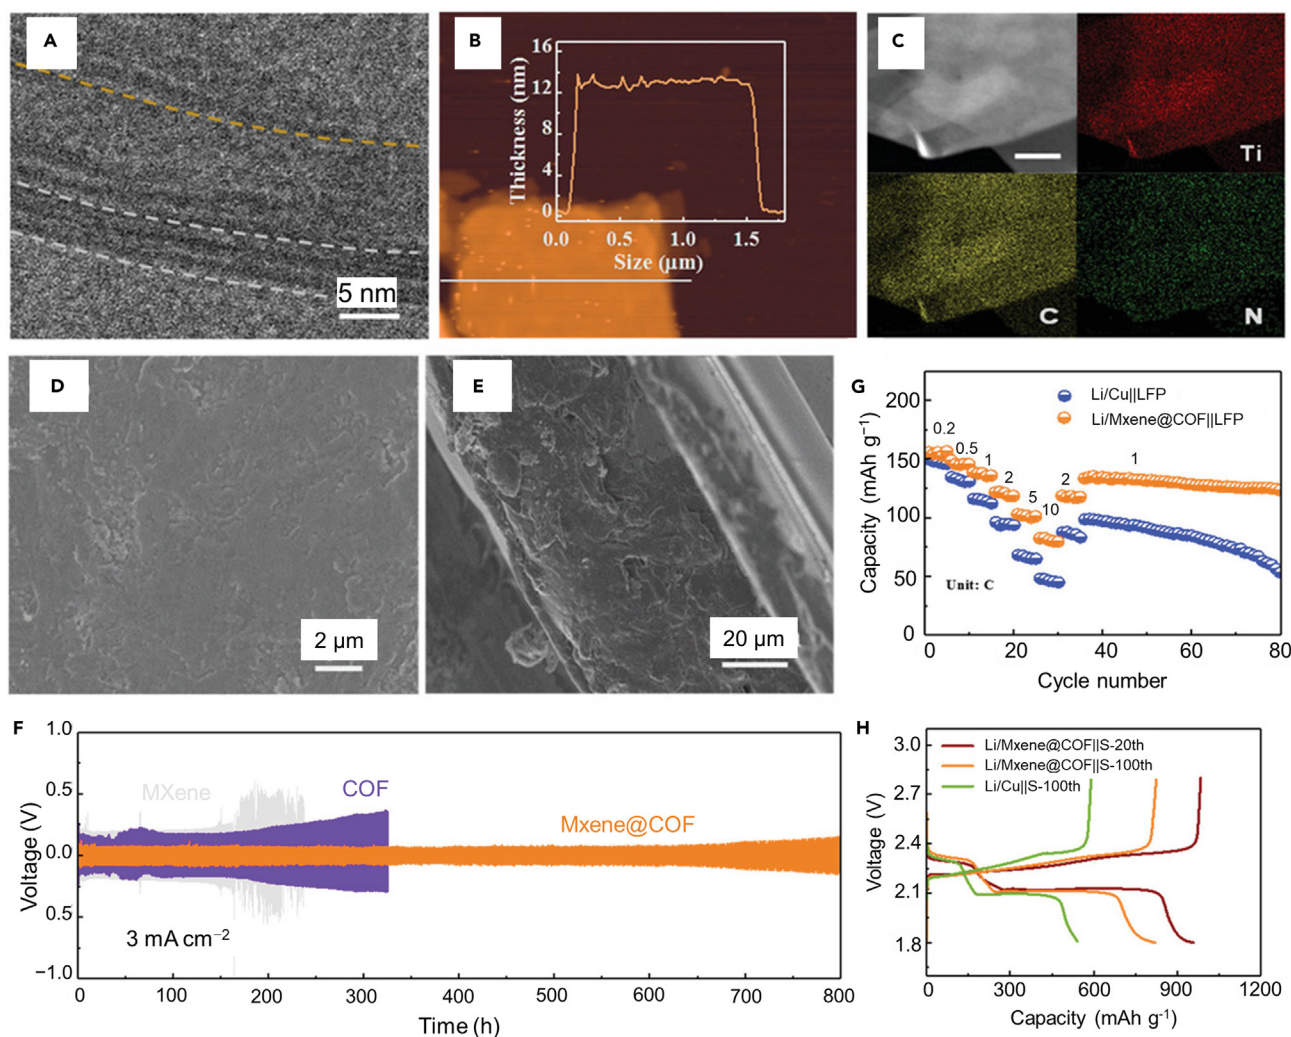 A
5 nm
B
16
12
8
4
0
Thickness (nm)
0.0 0.5 1.0 1.5
Size (µm)
C
Ti
C
N
D
2 µm
E
20 µm
G
200
150
100
50
0
Capacity (mAh g⁻¹)
Li/Cu||LFP
Li/Mxene@COF||LFP
0.2
0.5
1
2
5
10
2
1
Unit: C
0 20 40 60 80
Cycle number
F
1.0
0.5
0.0
0.5
−1.0
Voltage (V)
MXene
COF
Mxene@COF
3 mA cm⁻²
0 100 200 300 400 500 600 700 800
Time (h)
H
3.0
2.7
2.4
2.1
1.8
Voltage (V)
Li/Mxene@COF||S-20th
Li/Mxene@COF||S-100th
Li/Cu||S-100th
0 300 600 900 1200
Capacity (mAh g⁻¹)